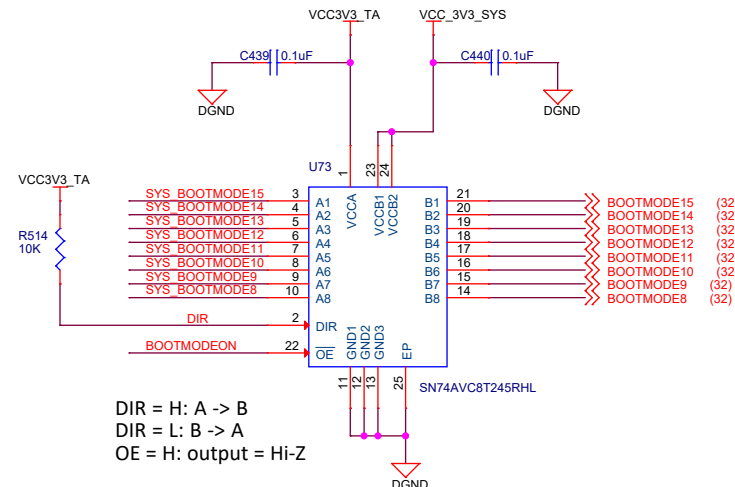 VCC3V3_TA
VCC_3V3_SYS
C439
0.1uF
C440
0.1uF
DGND
DGND
U73
1
23
24
VCC3V3_TA
R514
10K
SYS_BOOTMODE15
3
A1
VCCA
VCCB1
VCCB2
B1
21
BOOTMODE15 (32
SYS_BOOTMODE14
4
A2
B2
20
BOOTMODE14 (32
SYS_BOOTMODE13
5
A3
B3
19
BOOTMODE13 (32
SYS_BOOTMODE12
6
A4
B4
18
BOOTMODE12 (32
SYS_BOOTMODE11
7
A5
B5
17
BOOTMODE11 (32
SYS_BOOTMODE10
8
A6
B6
16
BOOTMODE10 (32
SYS_BOOTMODE9
9
A7
B7
15
BOOTMODE9 (32)
SYS_BOOTMODE8
10
A8
B8
14
BOOTMODE8 (32)
DIR
2
DIR
BOOTMODEON
22
OE
GND1
GND2
GND3
EP
11
12
13
25
SN74AVC8T245RHL
DIR = H: A -> B
DIR = L: B -> A
OE = H: output = Hi-Z
DGND